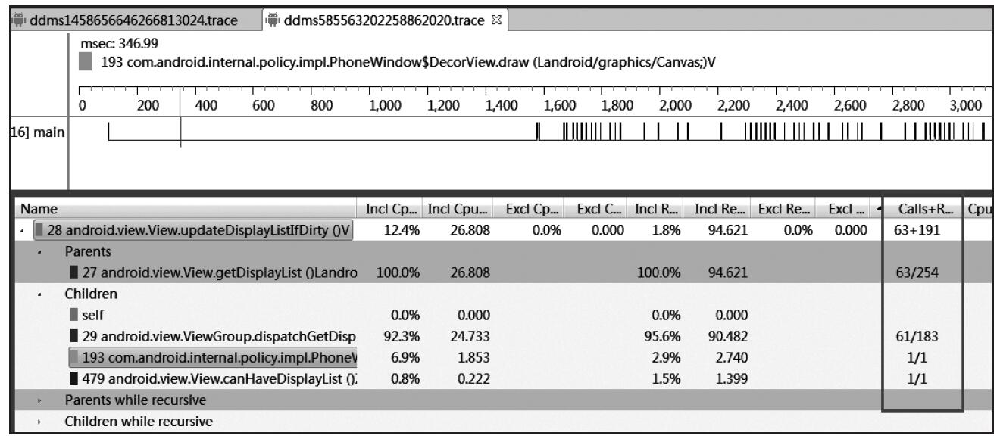 ddms1458656646266813024.trace ddms585563202258862020.trace
msec: 346.99
193 com.android.internal.policy.impl.PhoneWindow$DecorView.draw (Landroid/graphics/Canvas;)V
0 200 400 600 800 1,000 1,200 1,400 1,600 1,800 2,000 2,200 2,400 2,600 2,800 3,000
16] main
Name Incl Cp... Incl Cpu... Excl Cp... Excl C... Incl R... Incl Re... Excl Re... Excl ... Calls+R... Cpu
28 android.view.View.updateDisplayListIfDirty ()V 12.4% 26.808 0.0% 0.000 1.8% 94.621 0.0% 0.000 63+191
Parents
27 android.view.View.getDisplayList ()Landro 100.0% 26.808 100.0% 94.621 63/254
Children
self 0.0% 0.000 0.0% 0.000
29 android.view.ViewGroup.dispatchGetDisp 92.3% 24.733 95.6% 90.482 61/183
193 com.android.internal.policy.impl.PhoneW 6.9% 1.853 2.9% 2.740 1/1
479 android.view.View.canHaveDisplayList () 0.8% 0.222 1.5% 1.399 1/1
Parents while recursive
Children while recursive